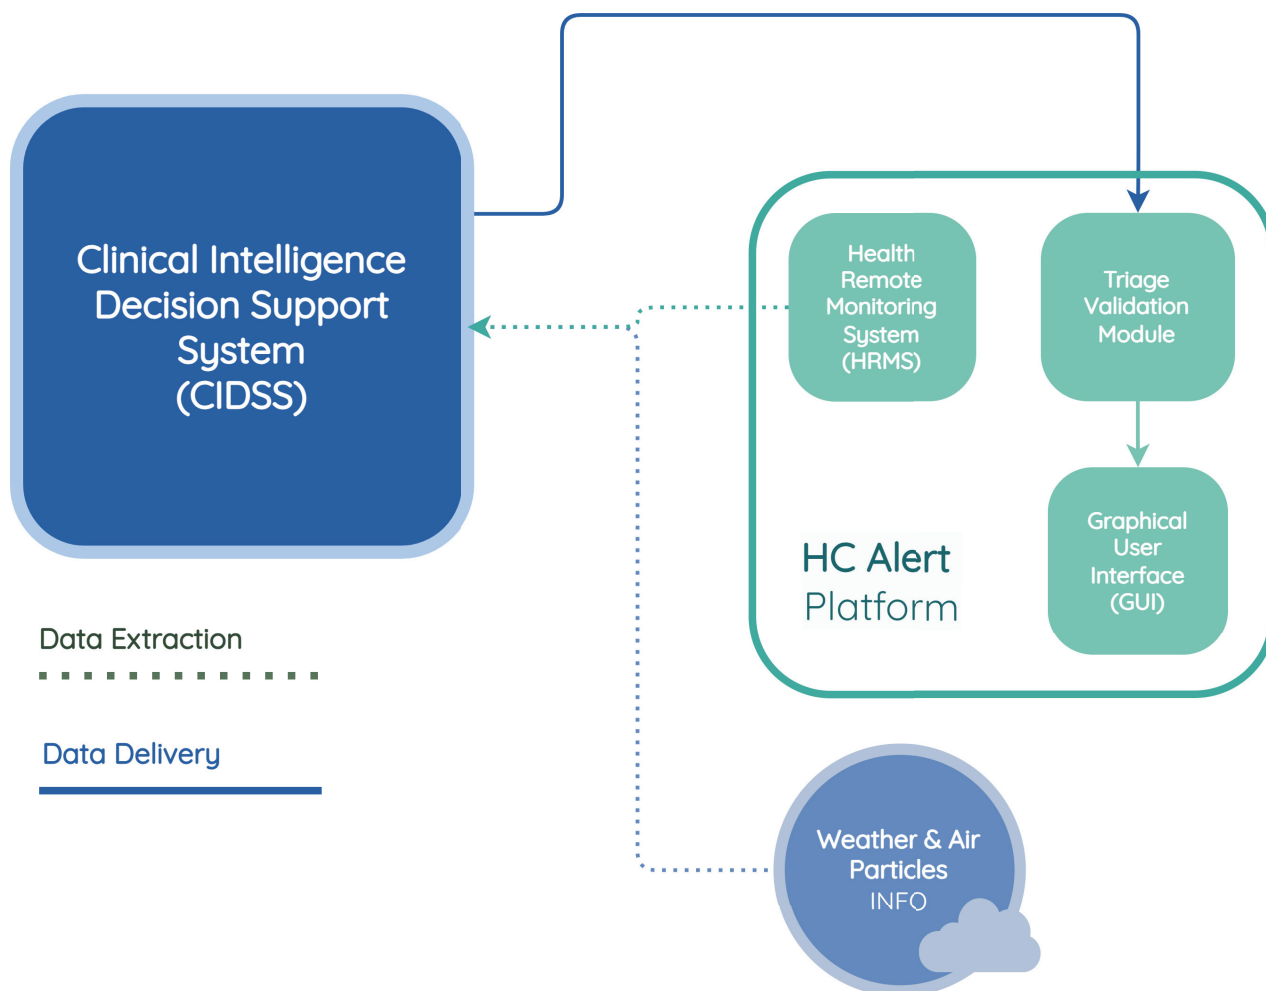 Clinical Intelligence
Decision Support
System
(CIDSS)
Health
Remote
Monitoring
System
(HRMS)
Triage
Validation
Module
Graphical
User
Interface
(GUI)
HC Alert
Platform
Data Extraction
Data Delivery
Weather & Air
Particles
INFO